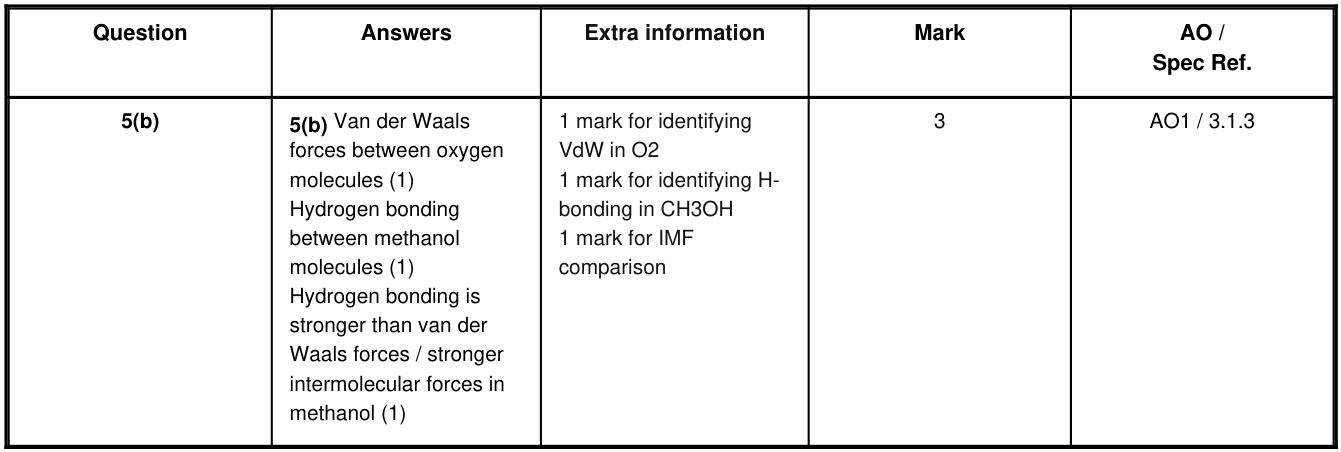 Question
Answers
Extra information
Mark
AO /
Spec Ref.
5(b)
5(b) Van der Waals
forces between oxygen
molecules (1)
Hydrogen bonding
between methanol
molecules (1)
Hydrogen bonding is
stronger than van der
Waals forces / stronger
intermolecular forces in
methanol (1)
1 mark for identifying
VdW in O2
1 mark for identifying H-
bonding in CH3OH
1 mark for IMF
comparison
3
AO1 / 3.1.3